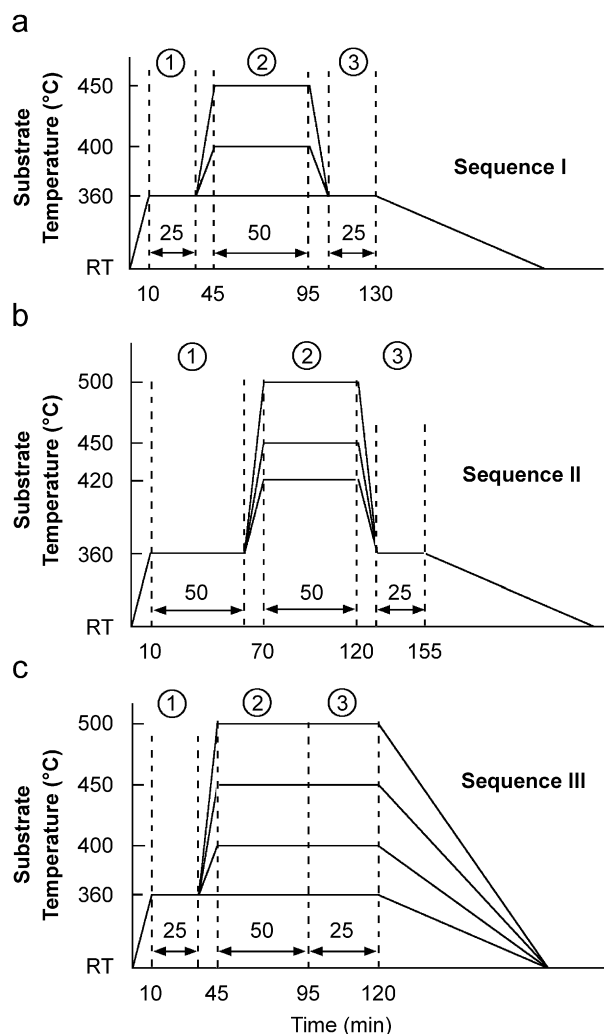 a
① ② ③
450
400
360
RT
Substrate
Temperature (°C)
Sequence I
25 50 25
10 45 95 130
b
① ② ③
500
450
420
360
RT
Substrate
Temperature (°C)
Sequence II
50 50 25
10 70 120 155
c
① ② ③
500
450
400
360
RT
Substrate
Temperature (°C)
Sequence III
25 50 25
10 45 95 120
Time (min)